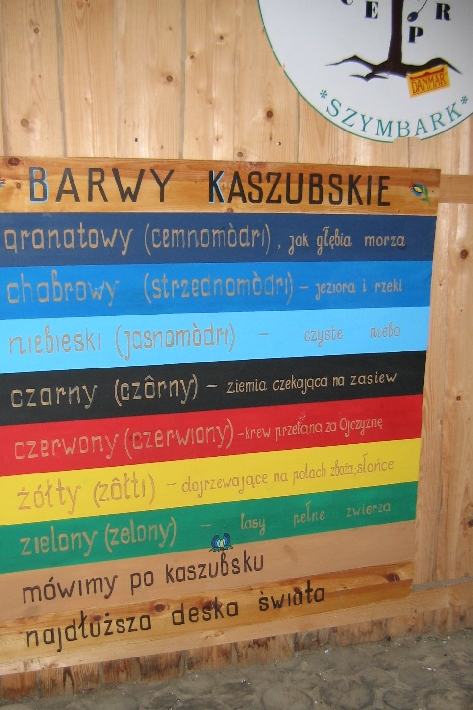 C E P R
DANMAR
*SZYMBARK*
BARWY KASZUBSKIE
granatowy (cemnomòdri), jak głębia morza
chabrowy (strzédnomòdri) – jeziora i rzeki
niebieski (jasnomòdri) – czyste niebo
czarny (czôrny) – ziemia czekająca na zasiew
czerwony (czerwiony) – krew przelana za Ojczyznę
żółty (żôłti) – dojrzewające na polach zboża, słońce
zielony (zelony) – lasy pełne zwierza
mówimy po kaszubsku
najdłuższa deska świata